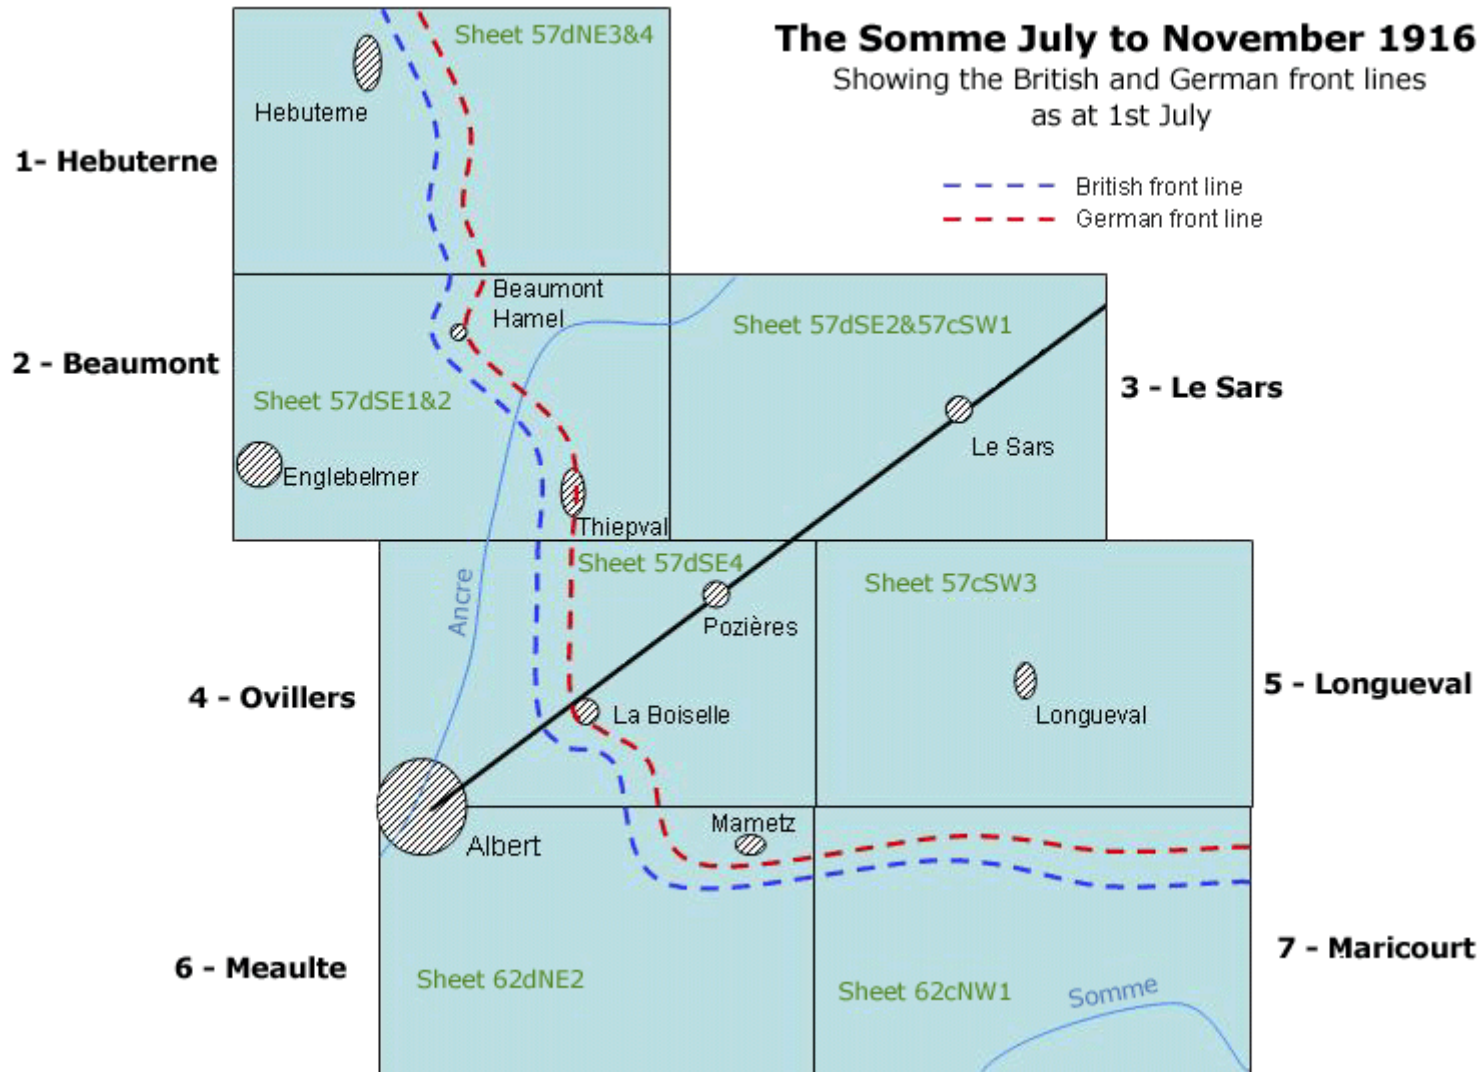 The Somme July to November 1916
Showing the British and German front lines
as at 1st July
British front line
German front line
Sheet 57dNE3&4
Hebuterne
1- Hebuterne
Beaumont
Hamel
Sheet 57dSE2&57cSW1
2 - Beaumont
3 - Le Sars
Sheet 57dSE1&2
Le Sars
Englebelmer
Thiepval
Sheet 57dSE4
Sheet 57cSW3
Ancre
Pozières
4 - Ovillers
5 - Longueval
La Boiselle
Longueval
Mametz
Albert
6 - Meaulte
7 - Maricourt
Sheet 62dNE2
Sheet 62cNW1
Somme